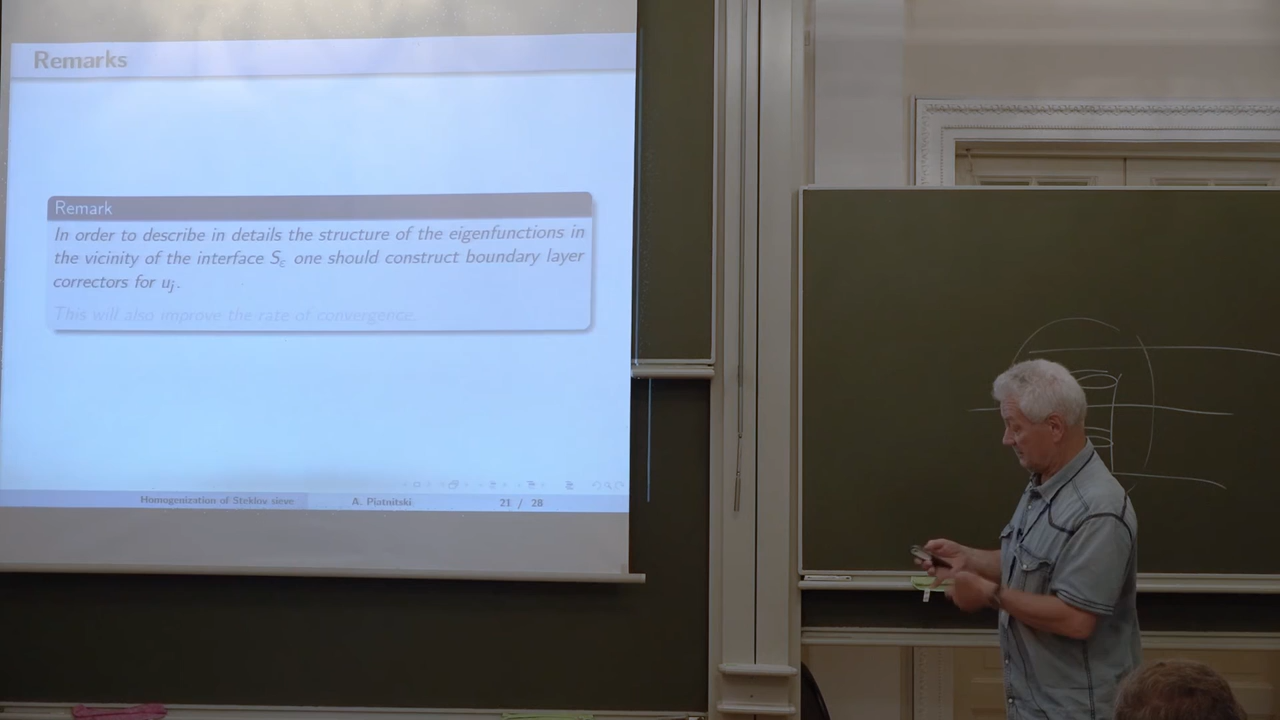 Remarks
Remark
In order to describe in details the structure of the eigenfunctions in
the vicinity of the interface Sε one should construct boundary layer
correctors for uj.
This will also improve the rate of convergence.
Homogenization of Steklov sieve A. Piatnitski 21 / 28